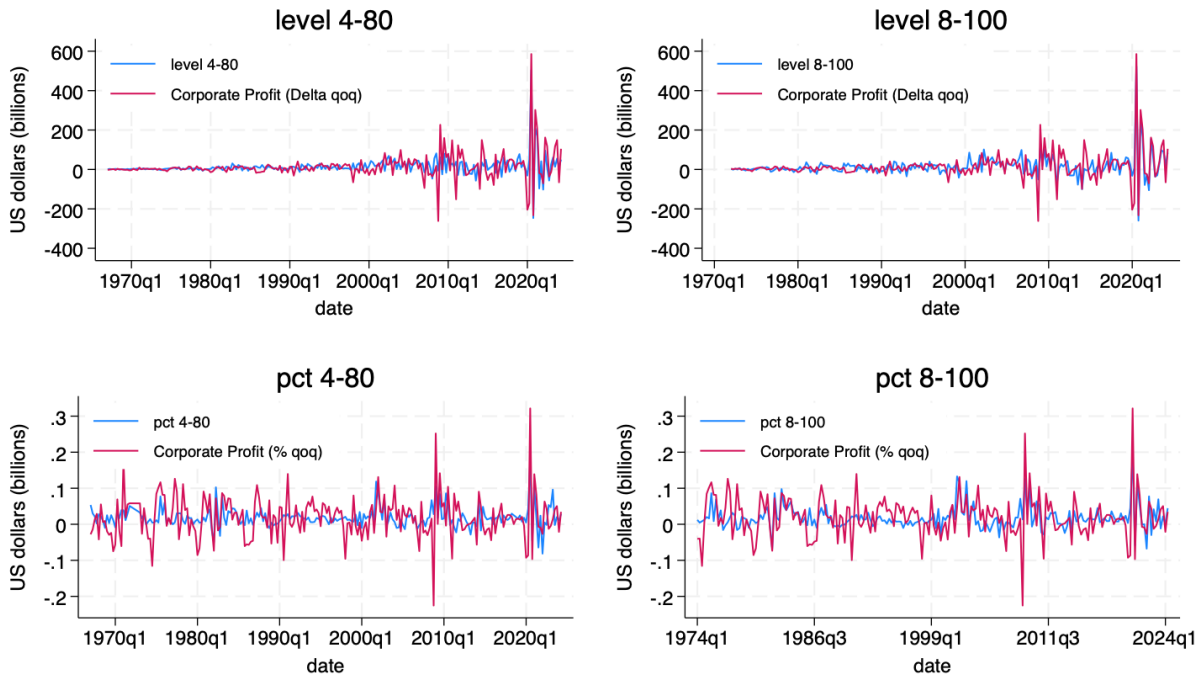 level 4-80
US dollars (billions)
600
400
200
0
-200
-400
level 4-80
Corporate Profit (Delta qoq)
1970q1 1980q1 1990q1 2000q1 2010q1 2020q1
date
level 8-100
US dollars (billions)
600
400
200
0
-200
-400
level 8-100
Corporate Profit (Delta qoq)
1970q1 1980q1 1990q1 2000q1 2010q1 2020q1
date
pct 4-80
US dollars (billions)
.3
.2
.1
0
-.1
-.2
pct 4-80
Corporate Profit (% qoq)
1970q1 1980q1 1990q1 2000q1 2010q1 2020q1
date
pct 8-100
US dollars (billions)
.3
.2
.1
0
-.1
-.2
pct 8-100
Corporate Profit (% qoq)
1974q1 1986q3 1999q1 2011q3 2024q1
date